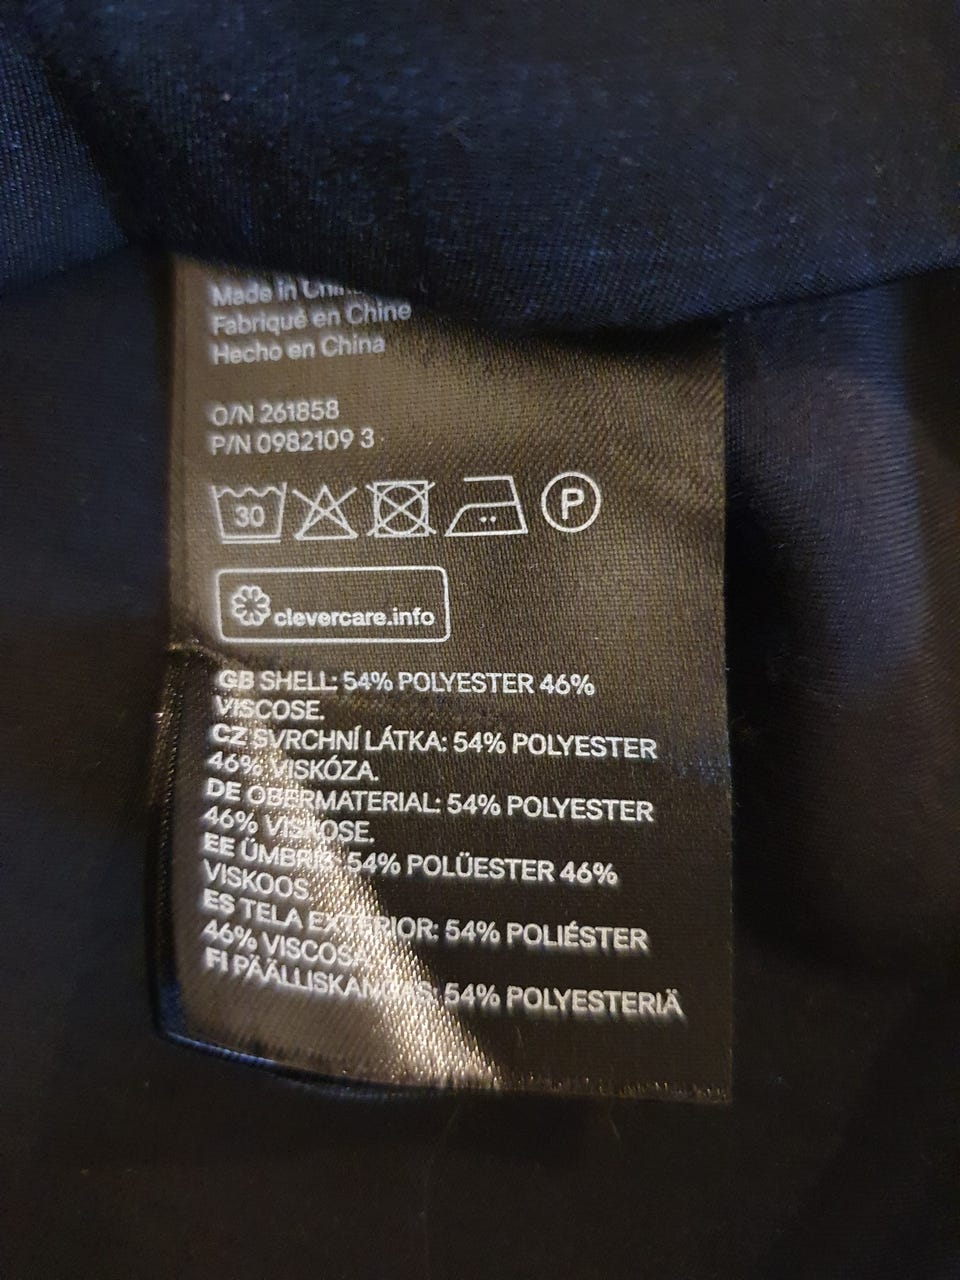 Made in China
Fabriqué en Chine
Hecho en China
O/N 261858
P/N 0982109 3
30
P
clevercare.info
GB SHELL: 54% POLYESTER 46%
VISCOSE.
CZ SVRCHNÍ LÁTKA: 54% POLYESTER
46% VISKÓZA.
DE OBERMATERIAL: 54% POLYESTER
46% VISKOSE.
EE ÜMBRIS: 54% POLÜESTER 46%
VISKOOS.
ES TELA EXTERIOR: 54% POLIÉSTER
46% VISCOSA.
FI PÄÄLLISKANGAS: 54% POLYESTERIÄ